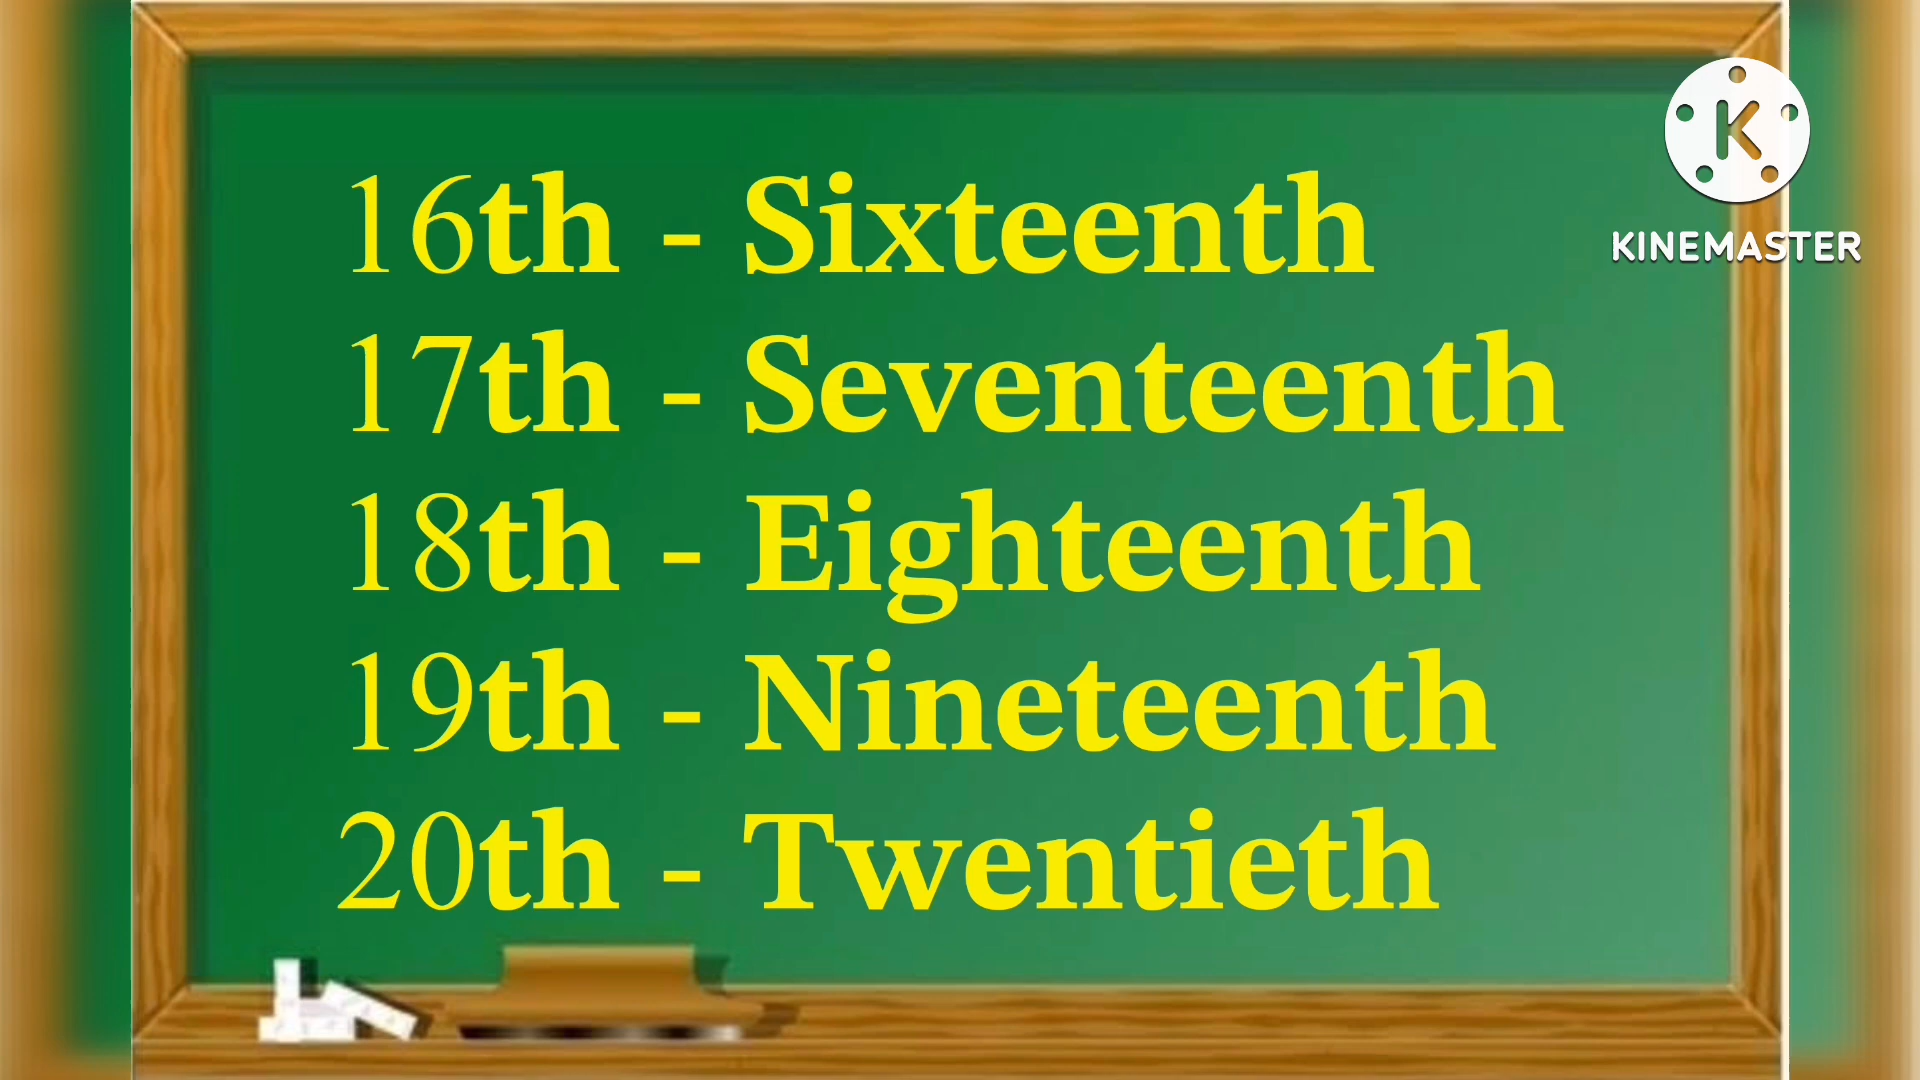 16th - Sixteenth
17th - Seventeenth
18th - Eighteenth
19th - Nineteenth
20th - Twentieth
K
KINEMASTER